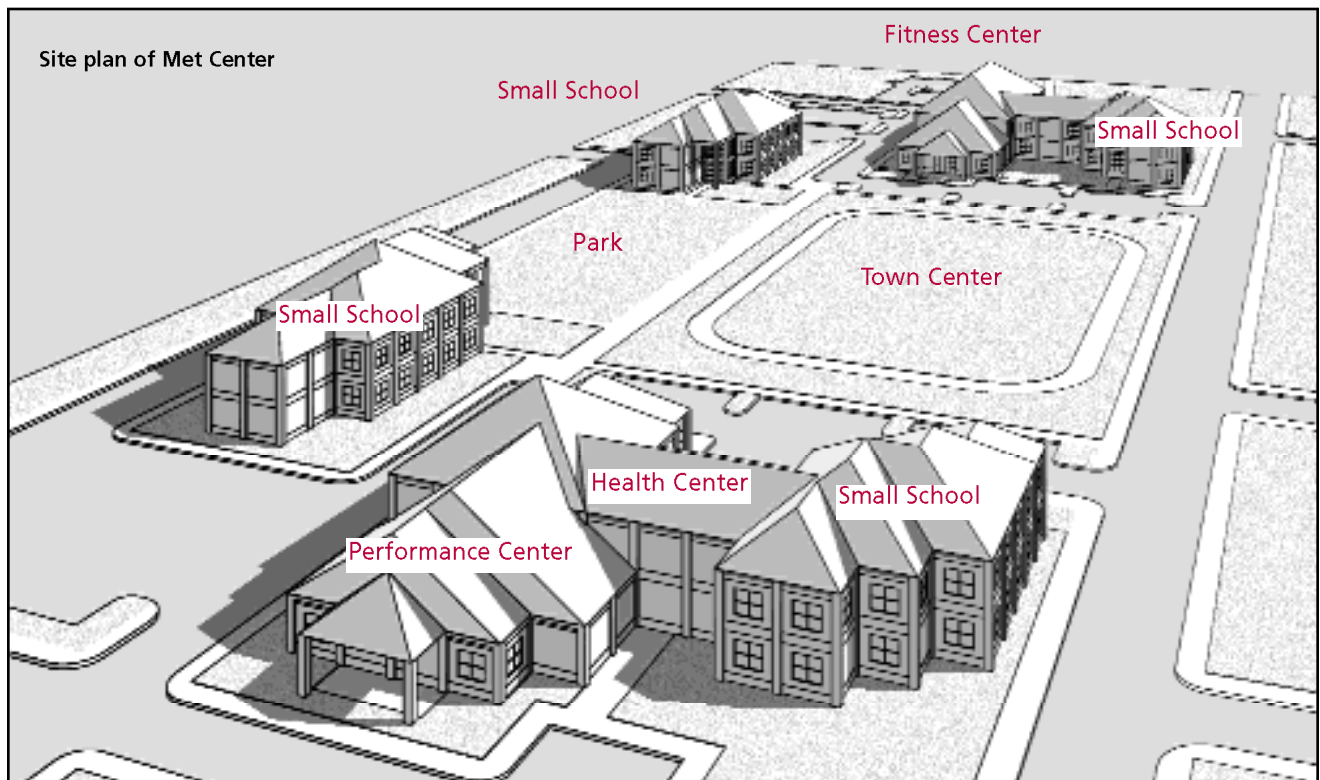 Site plan of Met Center
Fitness Center
Small School
Small School
Park
Town Center
Small School
Health Center
Small School
Performance Center